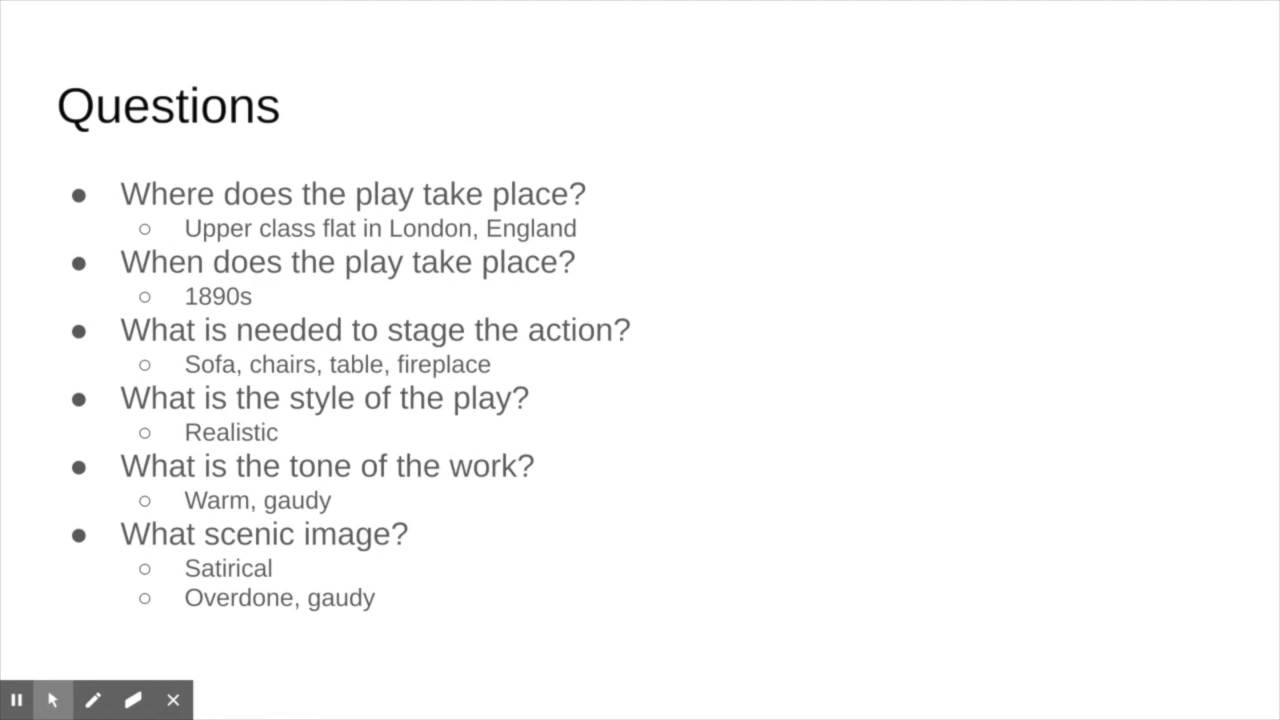 Questions
● Where does the play take place?
○ Upper class flat in London, England
● When does the play take place?
○ 1890s
● What is needed to stage the action?
○ Sofa, chairs, table, fireplace
● What is the style of the play?
○ Realistic
● What is the tone of the work?
○ Warm, gaudy
● What scenic image?
○ Satirical
○ Overdone, gaudy